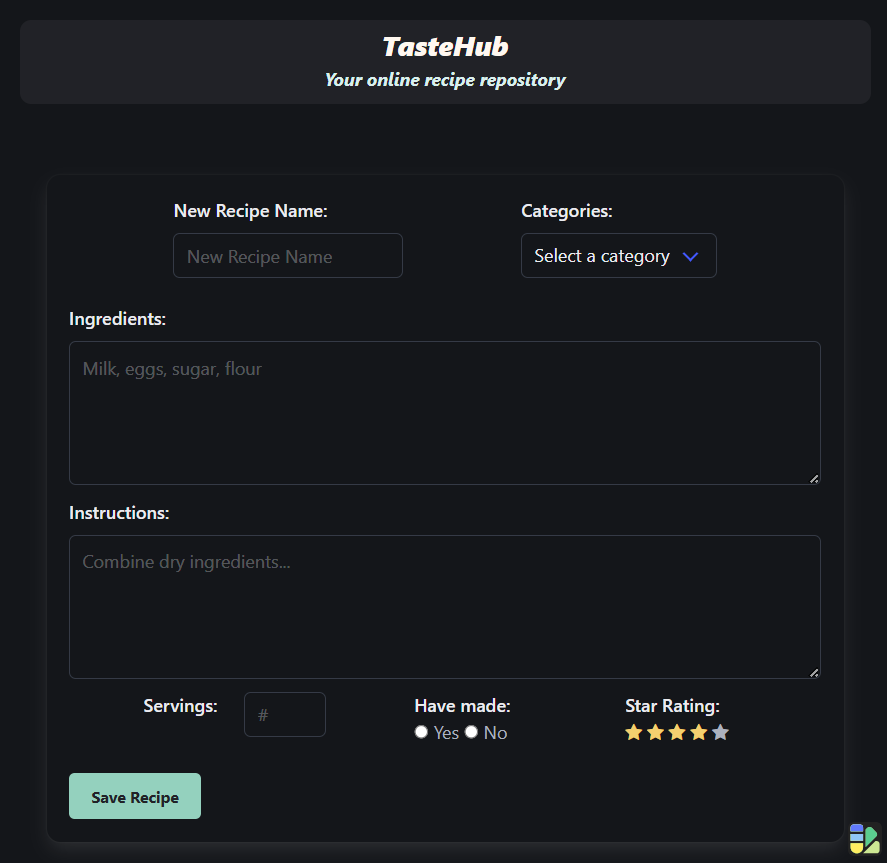 TasteHub
Your online recipe repository
New Recipe Name: Categories:
New Recipe Name Select a category
Ingredients:
Milk, eggs, sugar, flour
Instructions:
Combine dry ingredients...
Servings: # Have made: Star Rating:
Yes No
Save Recipe